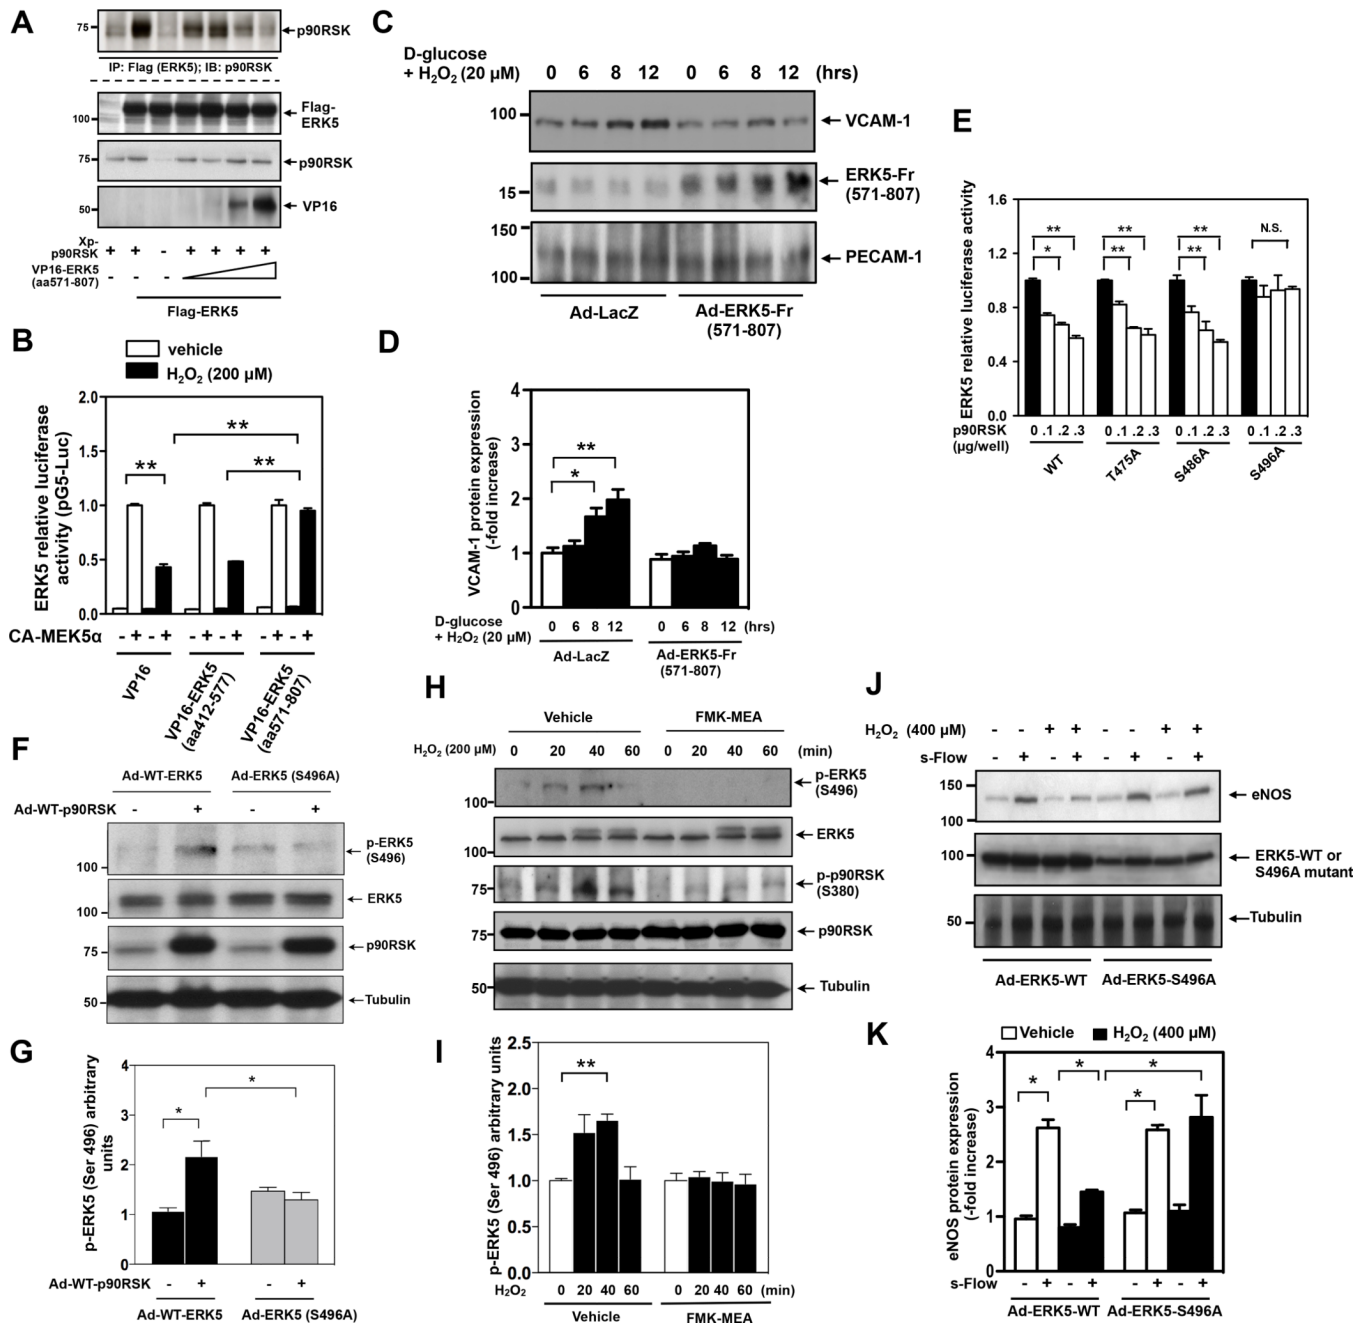 A
75
p90RSK
IP: Flag (ERK5); IB: p90RSK
100
Flag-
ERK5
75
p90RSK
50
VP16
Xp-
p90RSK + + - + + + +
VP16-ERK5
(aa571-807) - - -
Flag-ERK5
B
vehicle
H₂O₂ (200 µM)
ERK5 relative luciferase
activity (pG5-Luc)
2.0
1.5
1.0
0.5
0.0
** ** **
CA-MEK5α - + - + - + - + - + - +
VP16
VP16-ERK5
(aa412-577)
VP16-ERK5
(aa571-807)
C
D-glucose
+ H₂O₂ (20 µM) 0 6 8 12 0 6 8 12 (hrs)
100
VCAM-1
15
ERK5-Fr
(571-807)
150
PECAM-1
100
Ad-LacZ Ad-ERK5-Fr
(571-807)
D
VCAM-1 protein expression
(-fold increase)
4
3
2
1
0
**
*
D-glucose
+ H₂O₂ (20 µM) 0 6 8 12 0 6 8 12 (hrs)
Ad-LacZ Ad-ERK5-Fr
(571-807)
E
ERK5 relative luciferase activity
1.6
1.2
0.8
0.4
0.0
** ** ** N.S.
* ** **
p90RSK 0 .1 .2 .3 0 .1 .2 .3 0 .1 .2 .3 0 .1 .2 .3
(µg/well)
WT T475A S486A S496A
F
Ad-WT-ERK5 Ad-ERK5 (S496A)
Ad-WT-p90RSK - + - +
p-ERK5
(S496)
100
ERK5
100
p90RSK
75
50
Tubulin
G
p-ERK5 (Ser 496) arbitrary
units
4
3
2
1
0
* *
Ad-WT-p90RSK - + - +
Ad-WT-ERK5 Ad-ERK5 (S496A)
H
Vehicle FMK-MEA
H₂O₂ (200 µM) 0 20 40 60 0 20 40 60 (min)
p-ERK5
(S496)
100
ERK5
100
p-p90RSK
(S380)
75
75
p90RSK
50
Tubulin
I
p-ERK5 (Ser 496) arbitrary units
2.5
2.0
1.5
1.0
0.5
0.0
**
H₂O₂ 0 20 40 60 0 20 40 60 (min)
Vehicle FMK-MEA
J
H₂O₂ (400 µM) - - + + - - + +
s-Flow - + - + - + - +
150
eNOS
100
100
ERK5-WT or
S496A mutant
50
Tubulin
Ad-ERK5-WT Ad-ERK5-S496A
K
Vehicle H₂O₂ (400 µM)
eNOS protein expression
(-fold increase)
4
3
2
1
0
* * * *
s-Flow - + - + - + - +
Ad-ERK5-WT Ad-ERK5-S496A